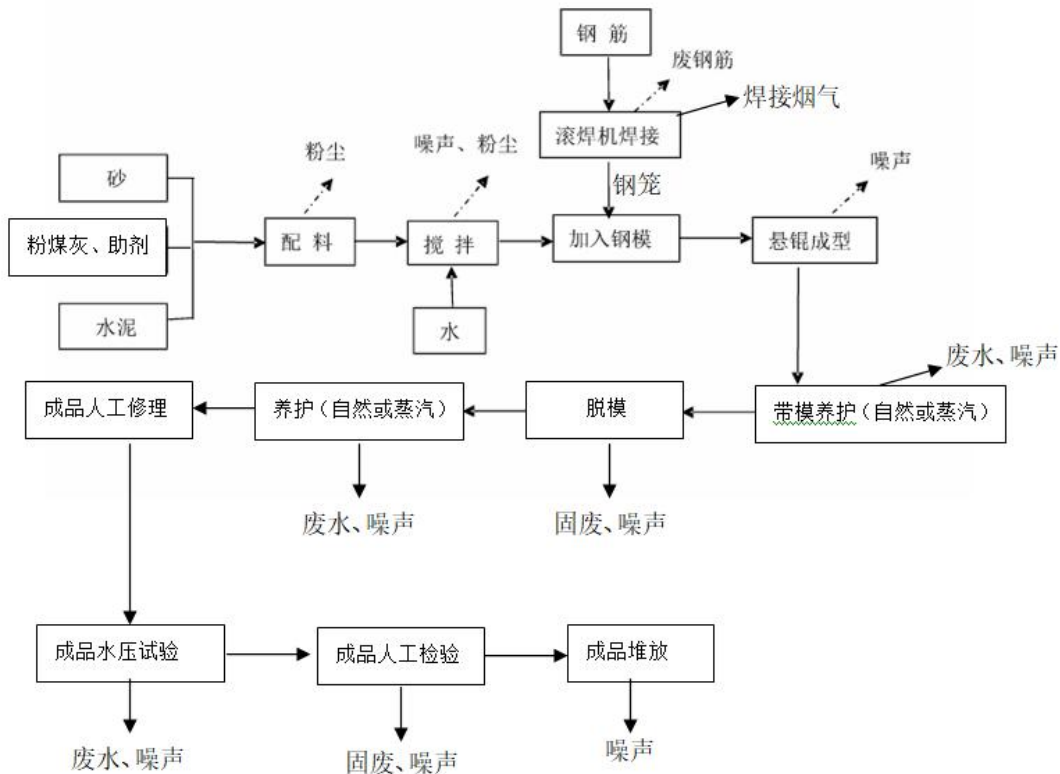 钢 筋
废钢筋
焊接烟气
滚焊机焊接
钢笼
砂
粉煤灰、助剂
水泥
粉尘
配 料
噪声、粉尘
搅 拌
水
加入钢模
噪声
悬锟成型
废水、噪声
带模养护（自然或蒸汽）
脱模
固废、噪声
养护（自然或蒸汽）
废水、噪声
成品人工修理
成品水压试验
废水、噪声
成品人工检验
固废、噪声
成品堆放
噪声